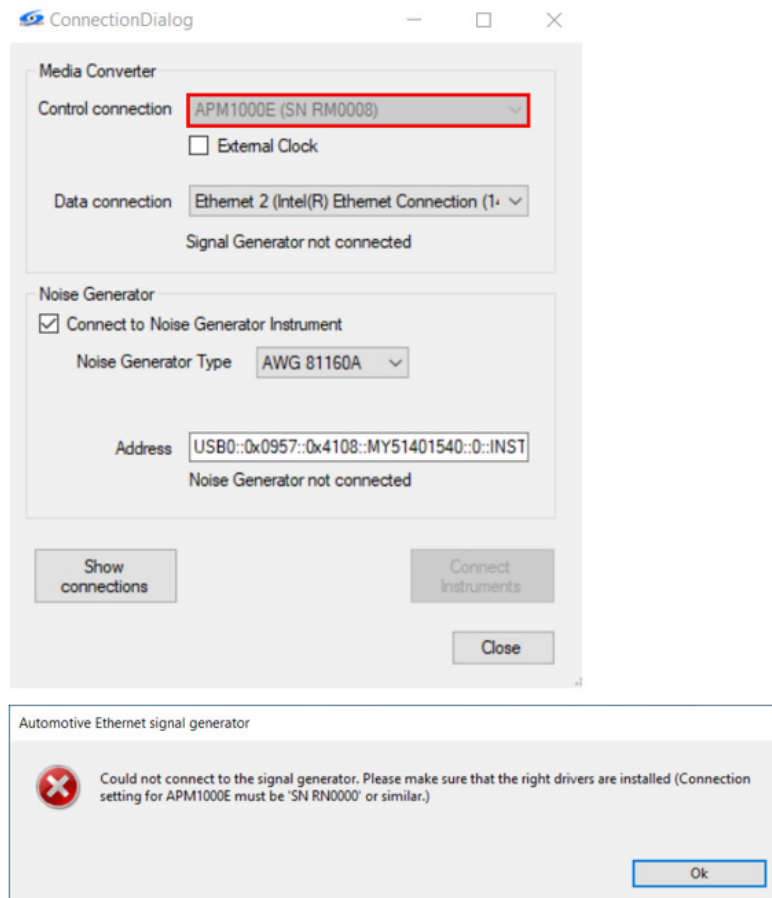 ConnectionDialog
Media Converter
Control connection APM1000E (SN RM0008)
External Clock
Data connection Ethernet 2 (Intel(R) Ethernet Connection (14
Signal Generator not connected
Noise Generator
Connect to Noise Generator Instrument
Noise Generator Type AWG 81160A
Address USB0::0x0957::0x4108::MY51401540::0::INST
Noise Generator not connected
Show
connections
Connect
Instruments
Close
Automotive Ethernet signal generator
Could not connect to the signal generator. Please make sure that the right drivers are installed (Connection
setting for APM1000E must be 'SN RN0000' or similar.)
Ok